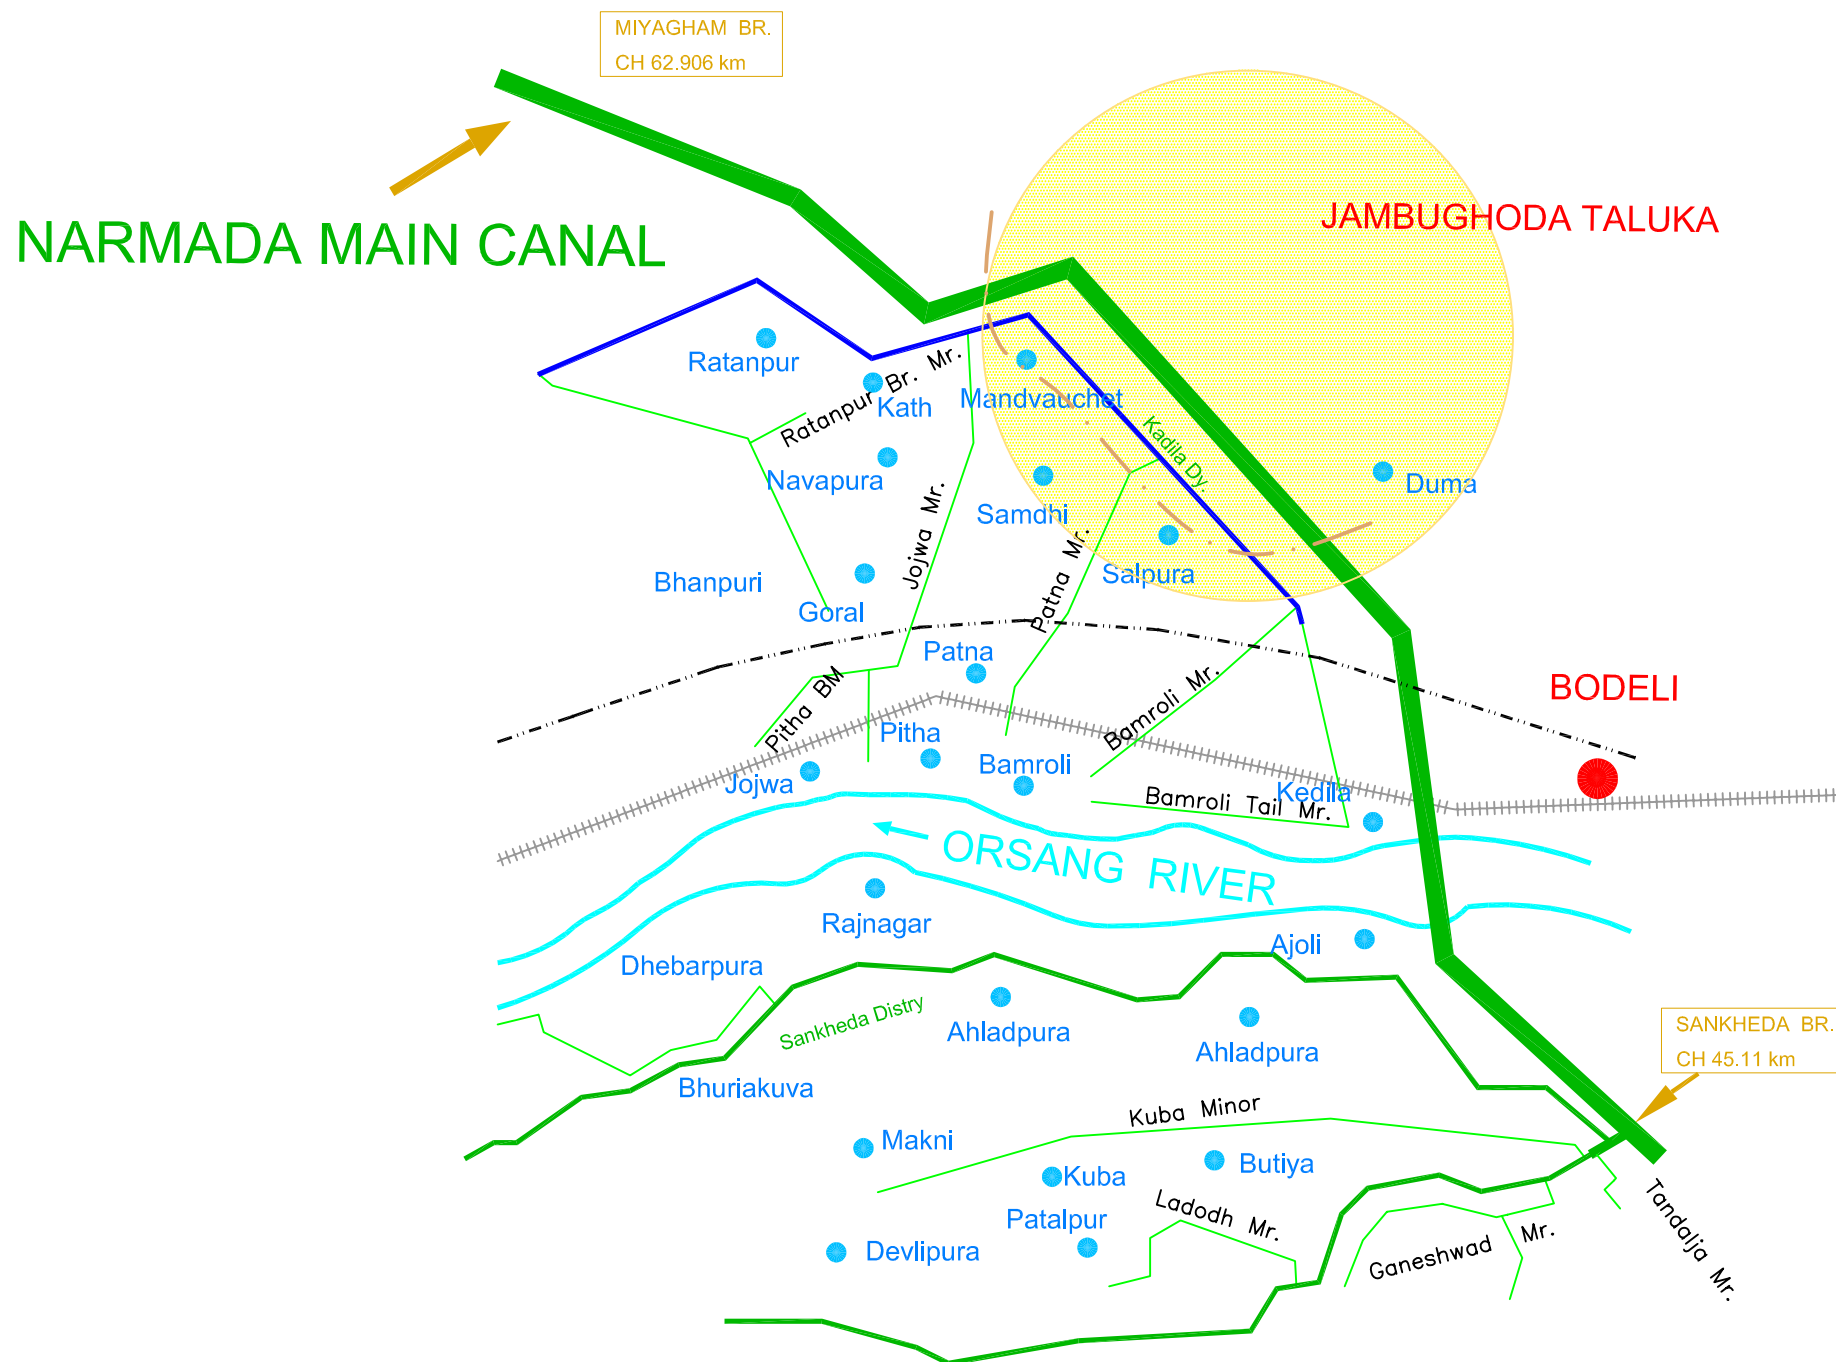 MIYAGHAM BR.
CH 62.906 km
JAMBUGHODA TALUKA
NARMADA MAIN CANAL
Ratanpur
Ratanpur Br. Mr.
Kath
Mandvauchet
Kadila Dy.
Navapura
Duma
Samdhi
Jojwa Mr.
Patna Mr.
Salpura
Bhanpuri
Goral
Patna
Pitha BM
Bamroli Mr.
BODELI
Pitha
Bamroli
Jojwa
Kedila
Bamroli Tail Mr.
ORSANG RIVER
Rajnagar
Ajoli
Dhebarpura
Sankheda Distry
Ahladpura
Ahladpura
SANKHEDA BR.
CH 45.11 km
Bhuriakuva
Kuba Minor
Makni
Butiya
Kuba
Ladodh Mr.
Patalpur
Tandalja Mr.
Devlipura
Ganeshwad Mr.